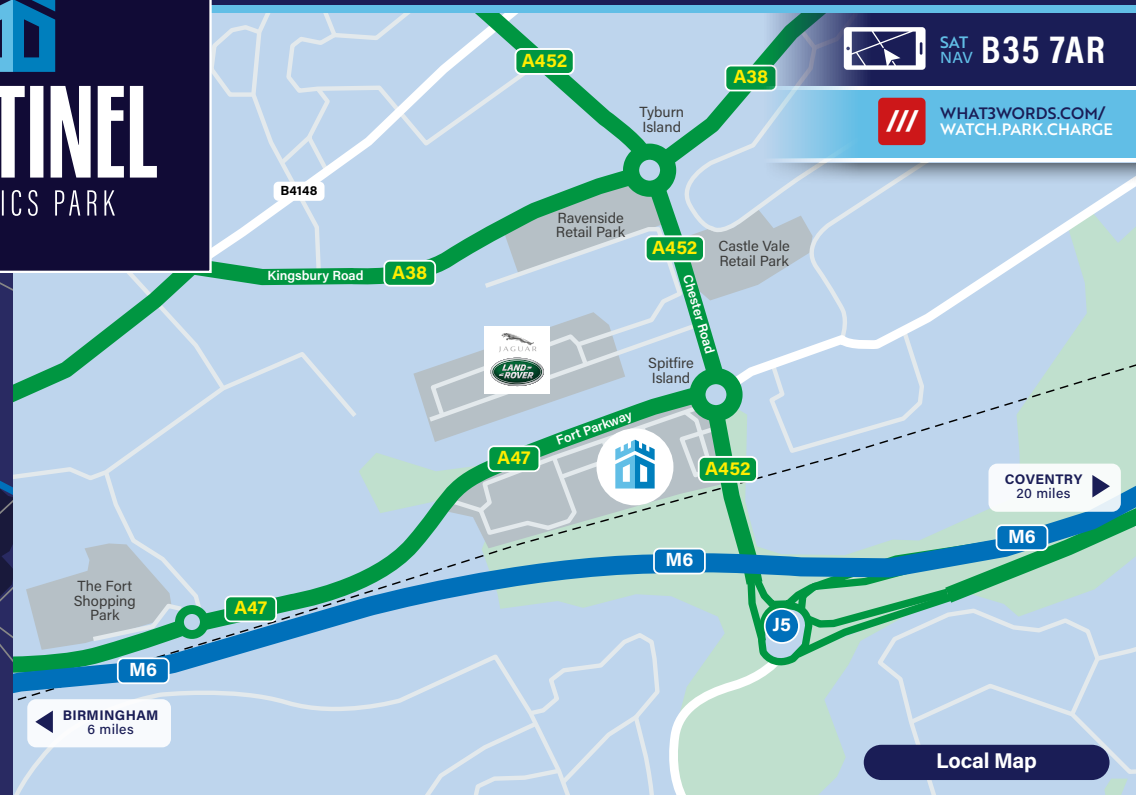 TINEL
ICS PARK
SAT
NAV
B35 7AR
WHAT3WORDS.COM/
WATCH.PARK.CHARGE
A452
A38
Tyburn
Island
B4148
Ravenside
Retail Park
A452
Castle Vale
Retail Park
Kingsbury Road
A38
Chester Road
JAGUAR
LAND-
-ROVER
Spitfire
Island
Fort Parkway
A47
A452
COVENTRY
20 miles
M6
M6
The Fort
Shopping
Park
A47
J5
M6
BIRMINGHAM
6 miles
Local Map